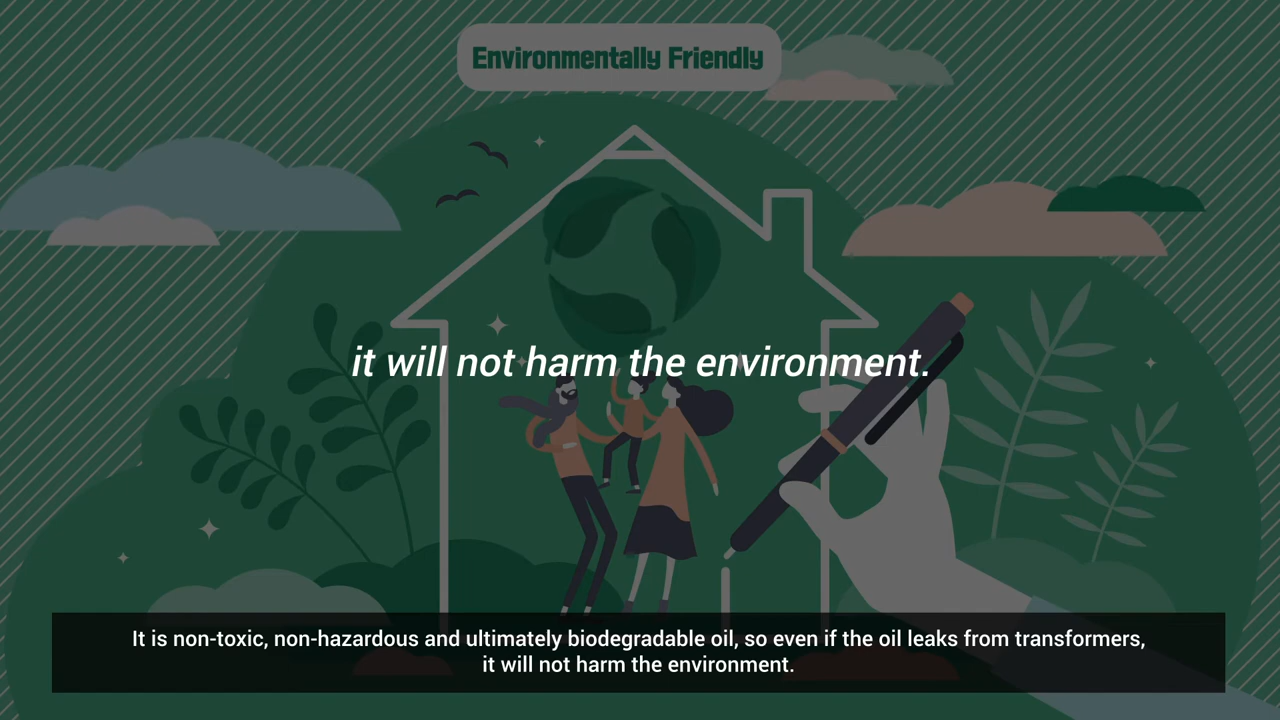 Environmentally Friendly
it will not harm the environment.
It is non-toxic, non-hazardous and ultimately biodegradable oil, so even if the oil leaks from transformers,
it will not harm the environment.